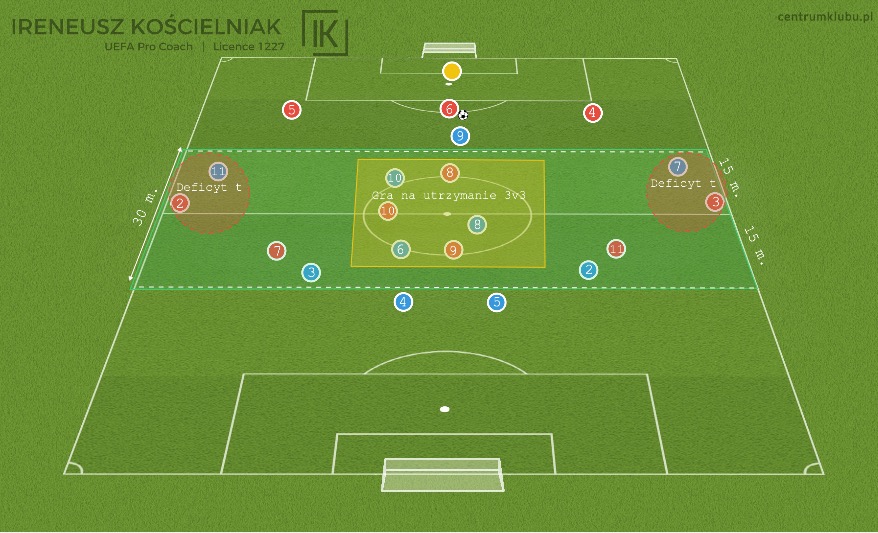 IRENEUSZ KOŚCIELNIAK
UEFA Pro Coach | Licence 1227
IK
centrumklubu.pl
5
6
4
9
11
Deficyt t
2
10
8
Gra na utrzymanie 3v3
10
8
6
9
7
Deficyt t
3
15 m.
30 m.
15 m.
7
3
11
2
4
5